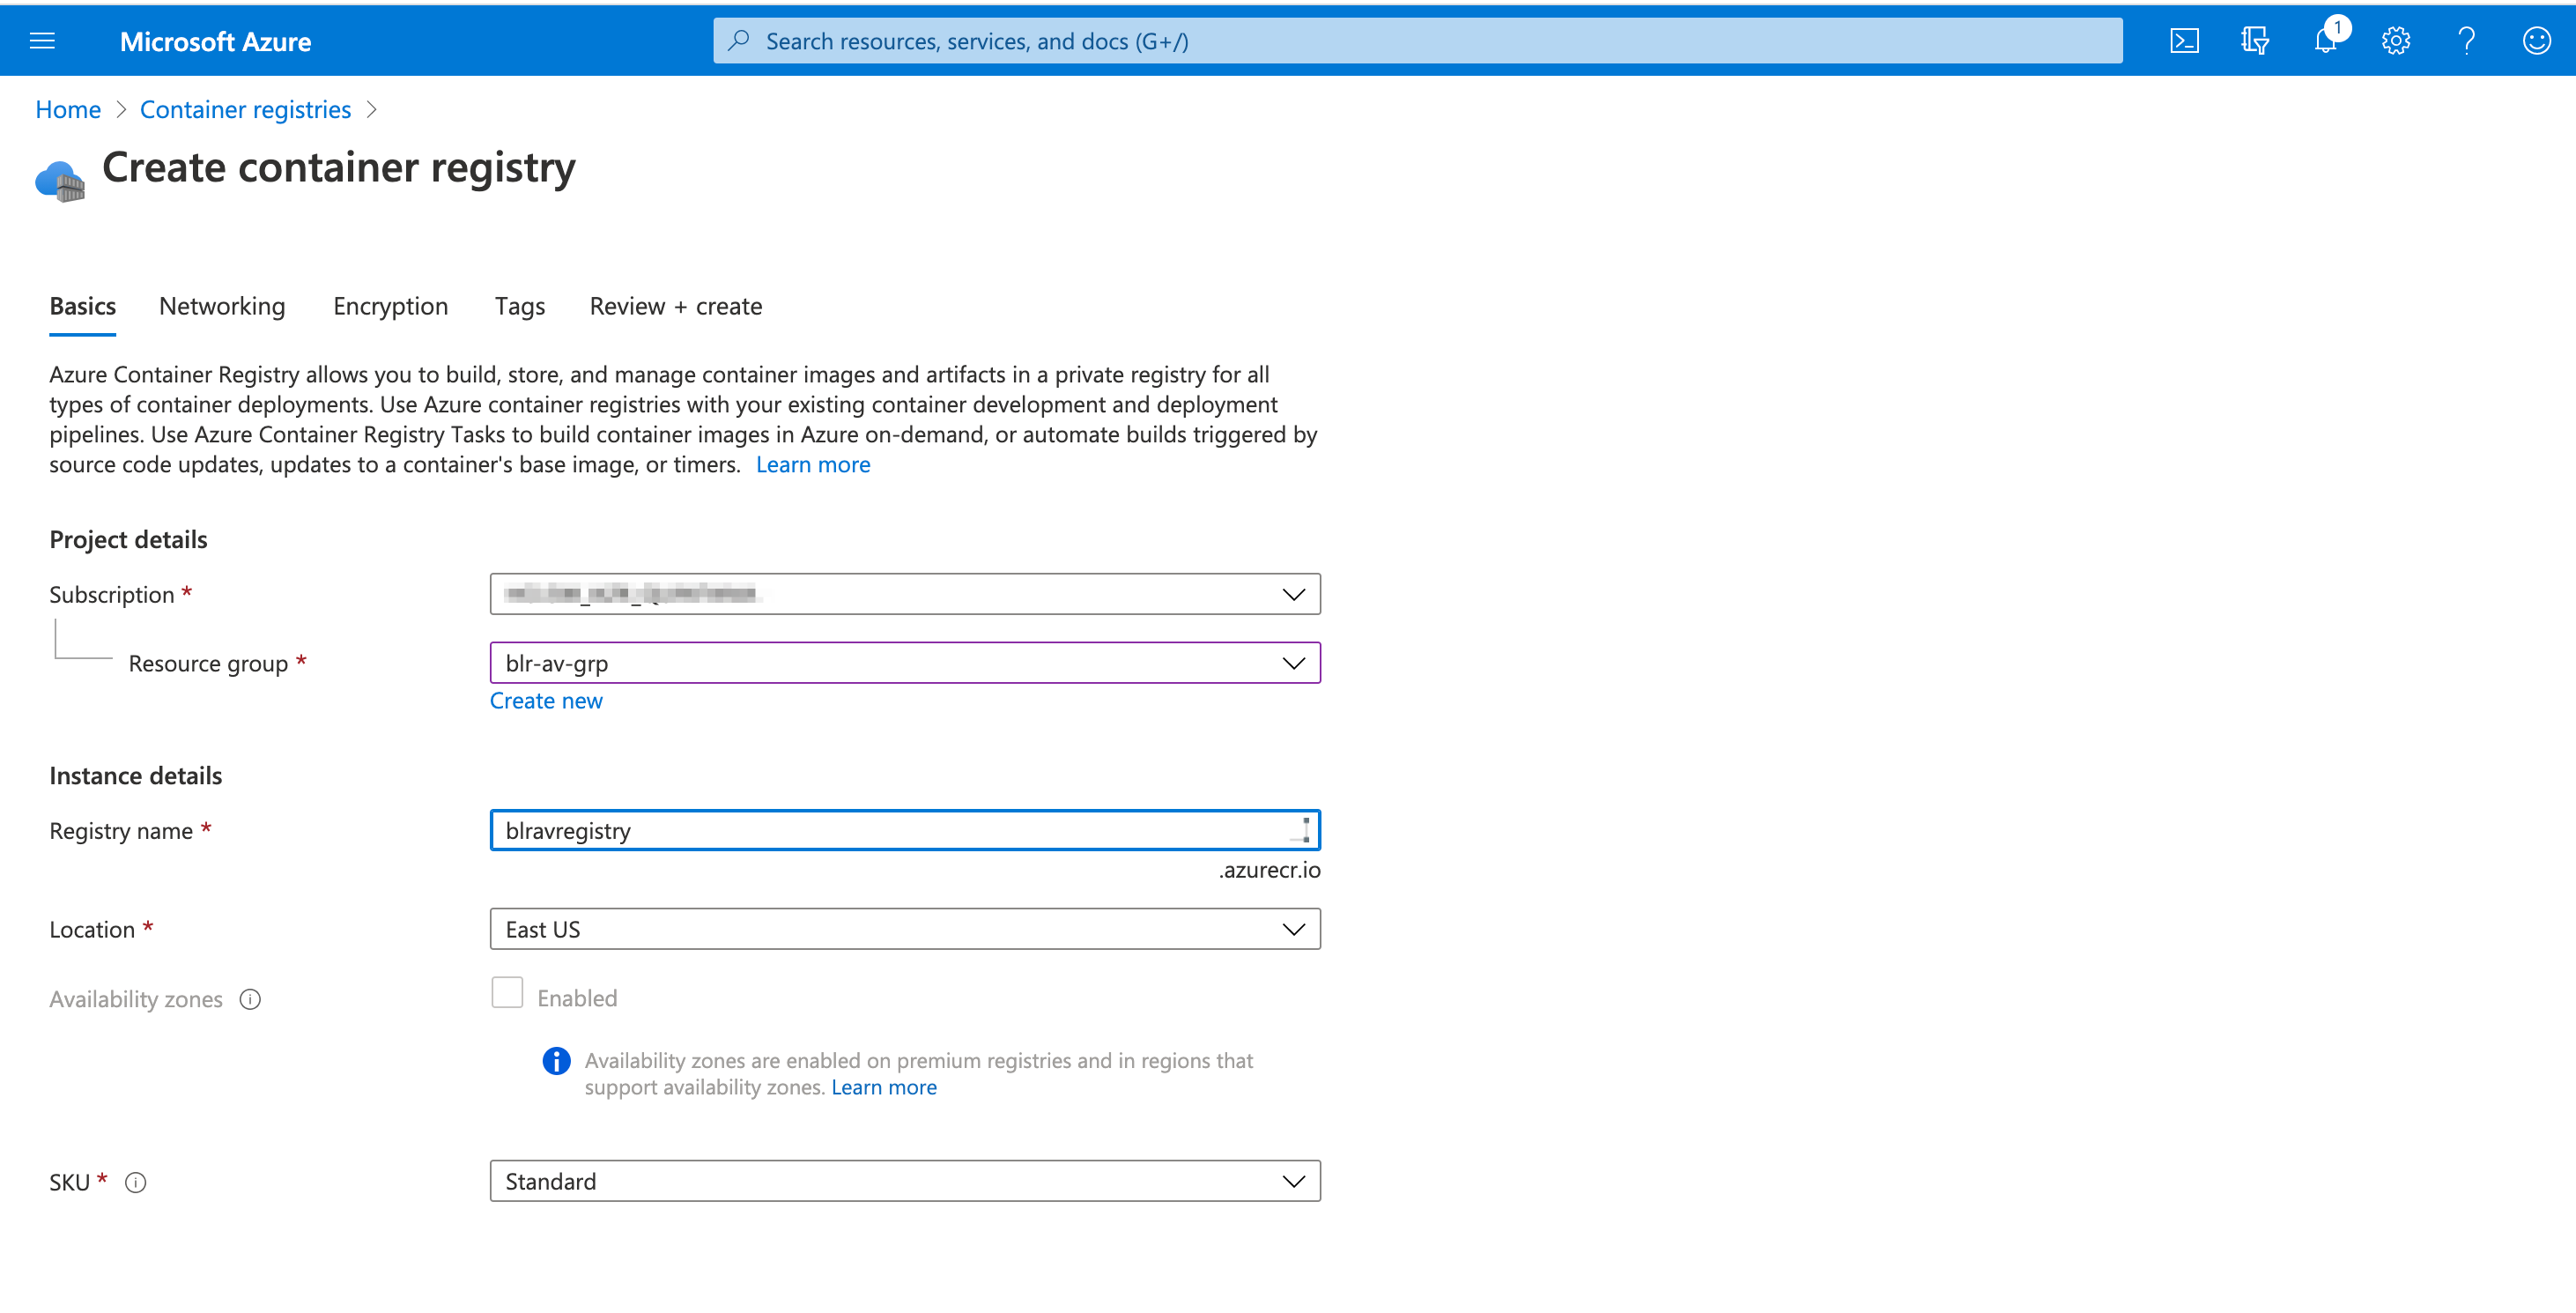 Microsoft Azure
Search resources, services, and docs (G+/)
1
Home > Container registries >
Create container registry
Basics Networking Encryption Tags Review + create
Azure Container Registry allows you to build, store, and manage container images and artifacts in a private registry for all
types of container deployments. Use Azure container registries with your existing container development and deployment
pipelines. Use Azure Container Registry Tasks to build container images in Azure on-demand, or automate builds triggered by
source code updates, updates to a container's base image, or timers. Learn more
Project details
Subscription *
Resource group * blr-av-grp
Create new
Instance details
Registry name * blravregistry
.azurecr.io
Location * East US
Availability zones Enabled
Availability zones are enabled on premium registries and in regions that
support availability zones. Learn more
SKU * Standard